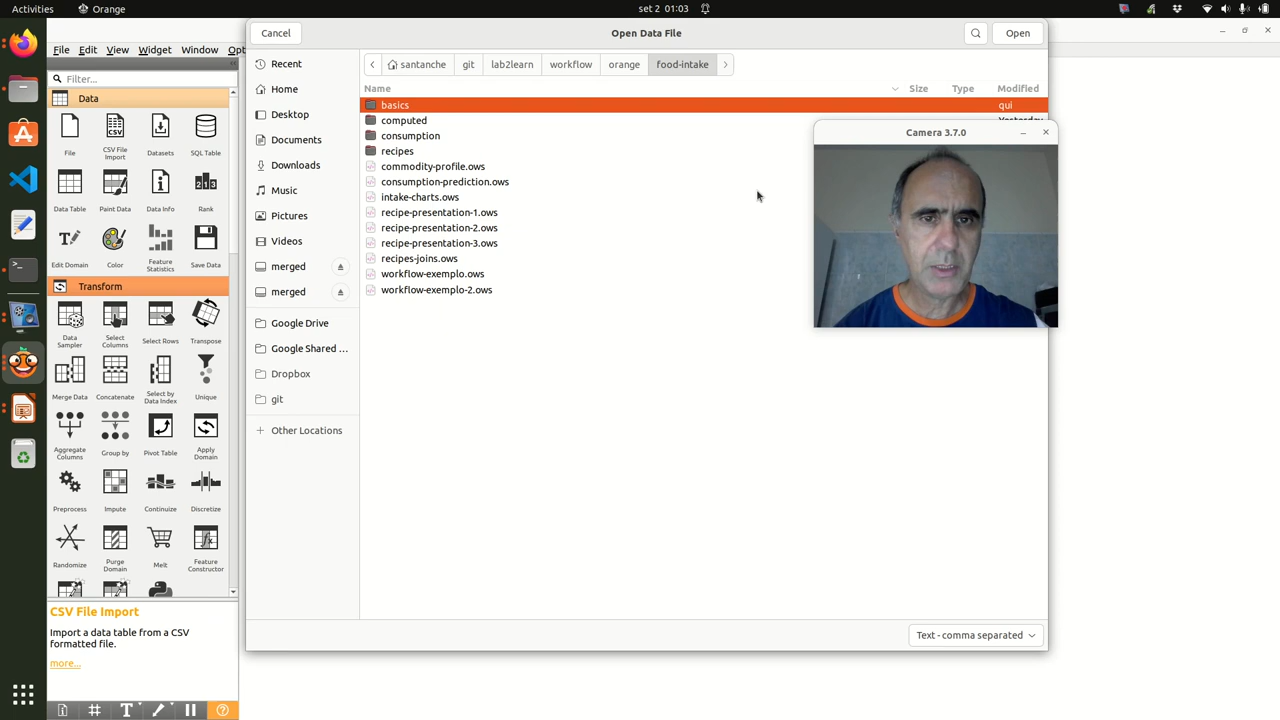 Activities
Orange
set 2 01:03
File Edit View Widget Window Opt
Filter...
Data
File
CSV File Import
Datasets
SQL Table
Data Table
Paint Data
Data Info
Rank
Edit Domain
Color
Feature Statistics
Save Data
Transform
Data Sampler
Select Columns
Select Rows
Transpose
Merge Data
Concatenate
Select by Data Index
Unique
Aggregate Columns
Group by
Pivot Table
Apply Domain
Preprocess
Impute
Continuize
Discretize
Randomize
Purge Domain
Melt
Feature Constructor
CSV File Import
Import a data table from a CSV
formatted file.
more...
Cancel
Open Data File
Open
Recent
Home
Desktop
Documents
Downloads
Music
Pictures
Videos
merged
merged
Google Drive
Google Shared ...
Dropbox
git
Other Locations
santanche git lab2learn workflow orange food-intake
Name Size Type Modified
basics qui
computed Yesterday
consumption
recipes
commodity-profile.ows
consumption-prediction.ows
intake-charts.ows
recipe-presentation-1.ows
recipe-presentation-2.ows
recipe-presentation-3.ows
recipes-joins.ows
workflow-exemplo.ows
workflow-exemplo-2.ows
Text - comma separated
Camera 3.7.0